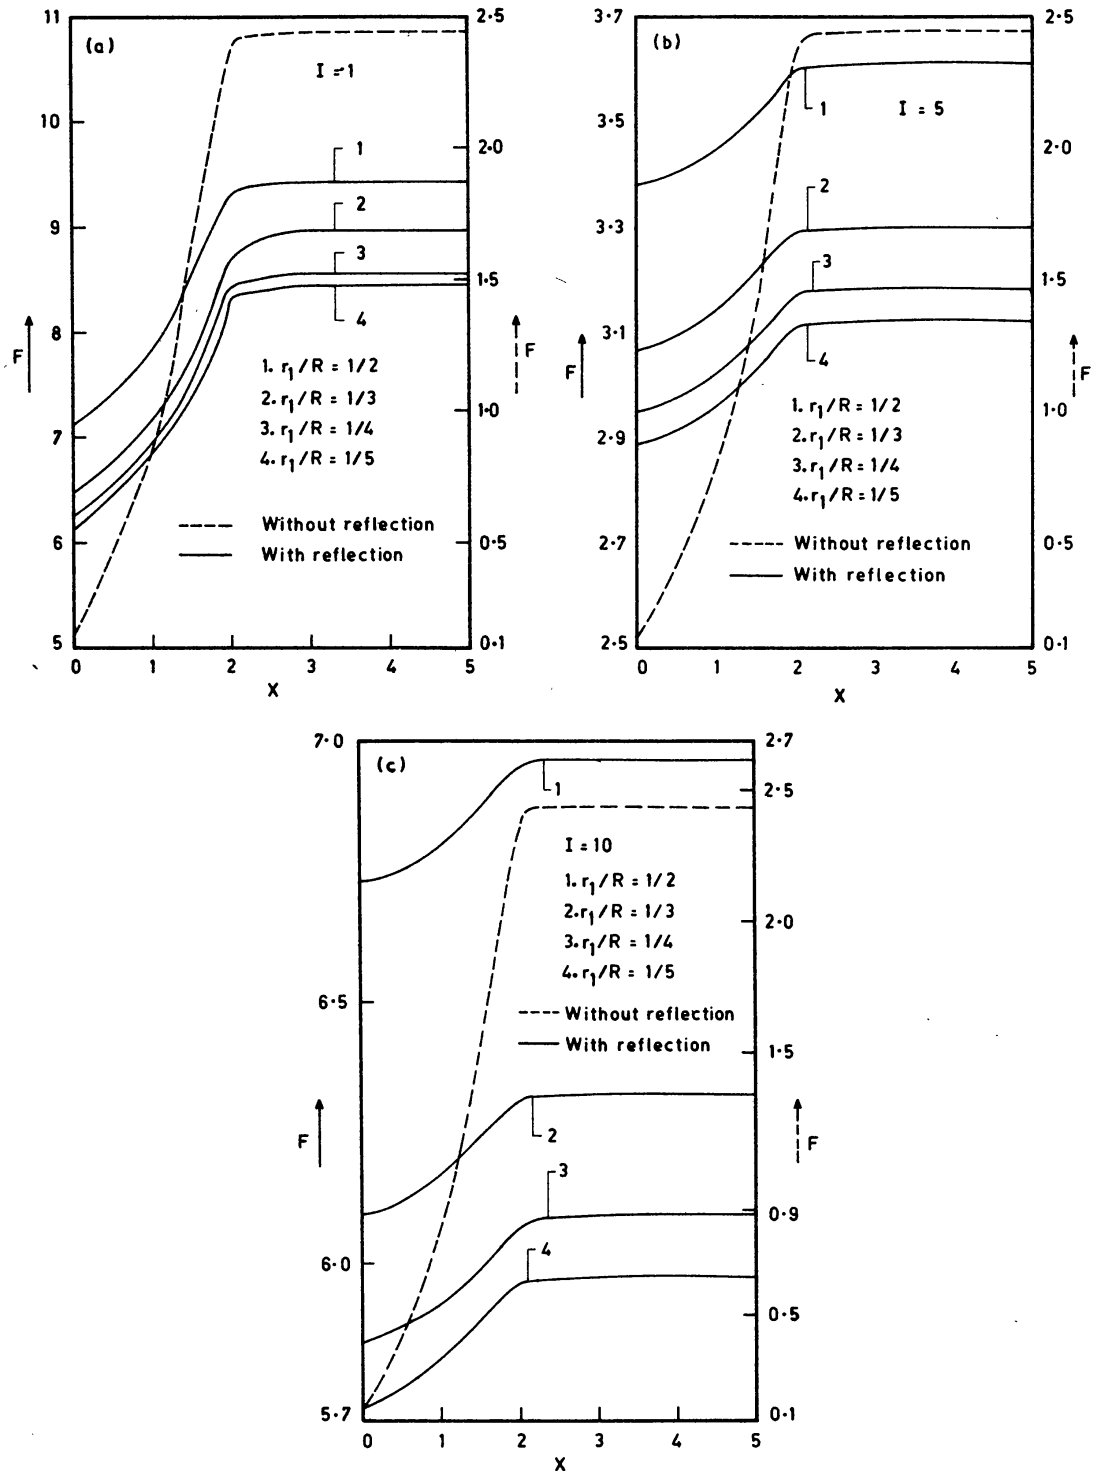 (a)
I = 1
11
10
9
8
7
6
5
F
2·5
2·0
1·5
1·0
0·5
0·1
F
1
2
3
4
1. r₁/R = 1/2
2. r₁/R = 1/3
3. r₁/R = 1/4
4. r₁/R = 1/5
Without reflection
With reflection
0 1 2 3 4 5
X
(b)
I = 5
3·7
3·5
3·3
3·1
2·9
2·7
2·5
F
2·5
2·0
1·5
1·0
0·5
0·1
F
1
2
3
4
1. r₁/R = 1/2
2. r₁/R = 1/3
3. r₁/R = 1/4
4. r₁/R = 1/5
Without reflection
With reflection
0 1 2 3 4 5
X
(c)
7·0
6·5
6·0
5·7
F
2·7
2·5
2·0
1·5
0·9
0·5
0·1
F
1
I = 10
1. r₁/R = 1/2
2. r₁/R = 1/3
3. r₁/R = 1/4
4. r₁/R = 1/5
Without reflection
With reflection
2
3
4
0 1 2 3 4 5
X